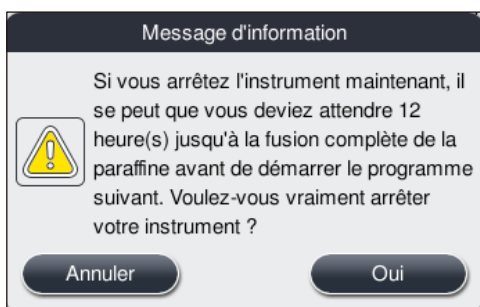 Message d'information
Si vous arrêtez l'instrument maintenant, il
se peut que vous deviez attendre 12
heure(s) jusqu'à la fusion complète de la
paraffine avant de démarrer le programme
suivant. Voulez-vous vraiment arrêter
votre instrument ?
Annuler
Oui